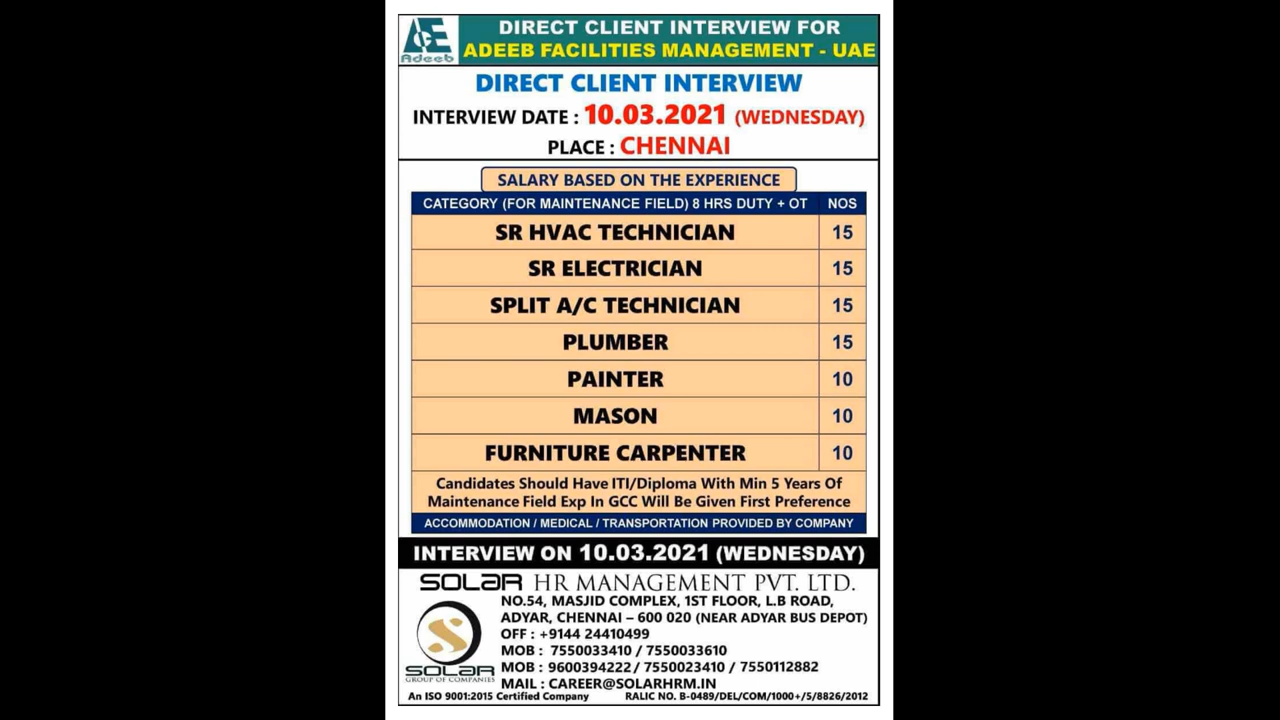 DIRECT CLIENT INTERVIEW FOR
ADEEB FACILITIES MANAGEMENT - UAE
Adeeb
DIRECT CLIENT INTERVIEW
INTERVIEW DATE : 10.03.2021 (WEDNESDAY)
PLACE : CHENNAI
SALARY BASED ON THE EXPERIENCE
CATEGORY (FOR MAINTENANCE FIELD) 8 HRS DUTY + OT NOS
SR HVAC TECHNICIAN 15
SR ELECTRICIAN 15
SPLIT A/C TECHNICIAN 15
PLUMBER 15
PAINTER 10
MASON 10
FURNITURE CARPENTER 10
Candidates Should Have ITI/Diploma With Min 5 Years Of
Maintenance Field Exp In GCC Will Be Given First Preference
ACCOMMODATION / MEDICAL / TRANSPORTATION PROVIDED BY COMPANY
INTERVIEW ON 10.03.2021 (WEDNESDAY)
SOLAR HR MANAGEMENT PVT. LTD.
NO.54, MASJID COMPLEX, 1ST FLOOR, L.B ROAD,
ADYAR, CHENNAI – 600 020 (NEAR ADYAR BUS DEPOT)
OFF : +9144 24410499
MOB : 7550033410 / 7550033610
MOB : 9600394222 / 7550023410 / 7550112882
MAIL : CAREER@SOLARHRM.IN
SOLAR
GROUP OF COMPANIES
An ISO 9001:2015 Certified Company RALIC NO. B-0489/DEL/COM/1000+/5/8826/2012